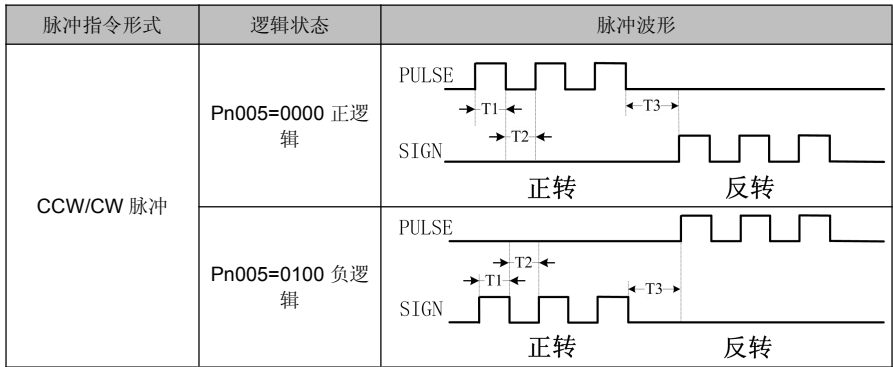 脉冲指令形式 逻辑状态 脉冲波形
CCW/CW 脉冲
Pn005=0000 正逻
辑
PULSE
T1
T3
T2
SIGN
正转 反转
Pn005=0100 负逻
辑
PULSE
T2
T1
T3
SIGN
正转 反转